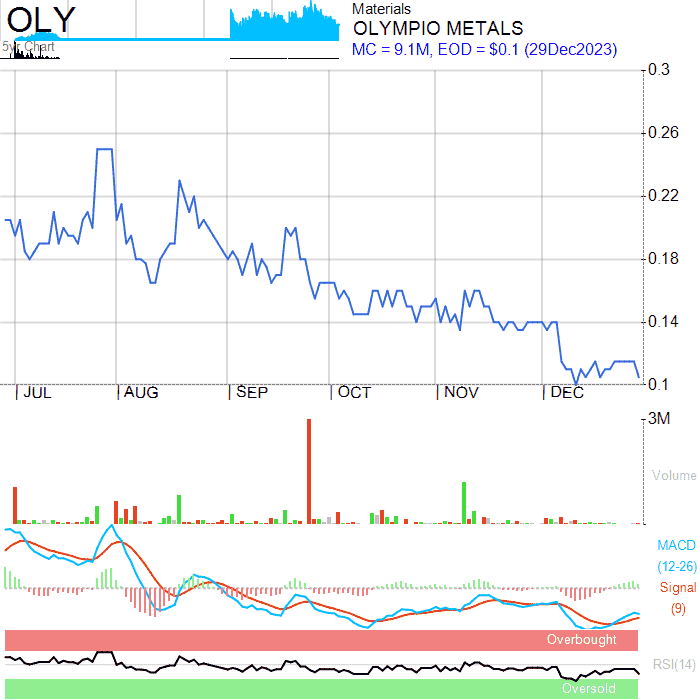 OLY
5yr Chart
Materials
OLYMPIO METALS
MC = 9.1M, EOD = $0.1 (29Dec2023)
0.3
0.26
0.22
0.18
0.14
0.1
JUL AUG SEP OCT NOV DEC
3M
Volume
MACD
(12-26)
Signal
(9)
Overbought
RSI(14)
Oversold